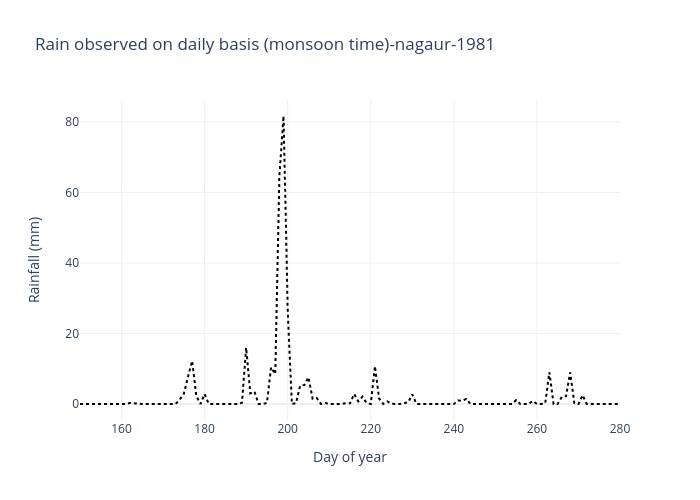 Rain observed on daily basis (monsoon time)-nagaur-1981
80
60
40
20
0
Rainfall (mm)
160 180 200 220 240 260 280
Day of year